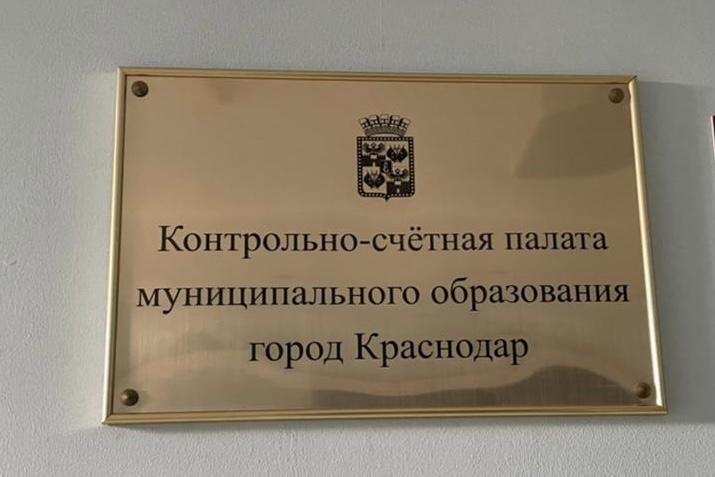 Контрольно-счётная палата
муниципального образования
город Краснодар